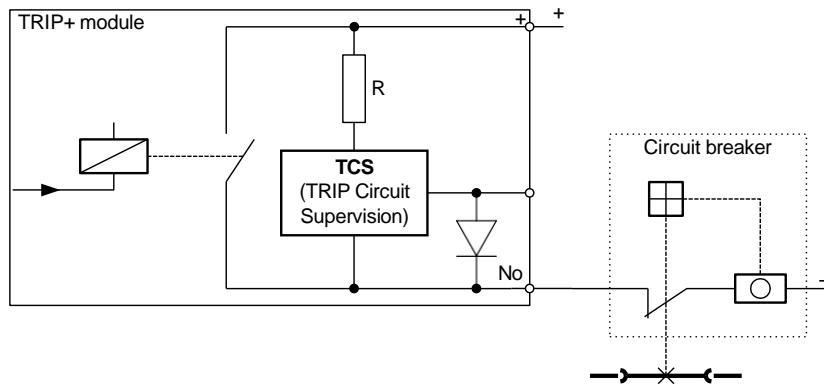 TRIP+ module
+
+
R
TCS
(TRIP Circuit
Supervision)
No
Circuit breaker
-